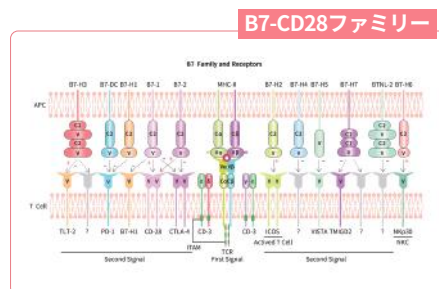 B7-CD28ファミリー
B7 Family and Receptors
B7-H3 B7-DC B7-H1 B7-1 B7-2 MHC-II B7-H2 B7-H4 B7-H5 B7-H7 BTNL-2 B7-H6
APC
T Cell
TLT-2 ? PD-1 B7-H1 CD-28 CTLA-4 CD-3 CD-3 ICOS ? VISTA TMIGD2 ? NKp30
ITAM TCR Actived T Cell NKC
Second Signal First Signal Second Signal